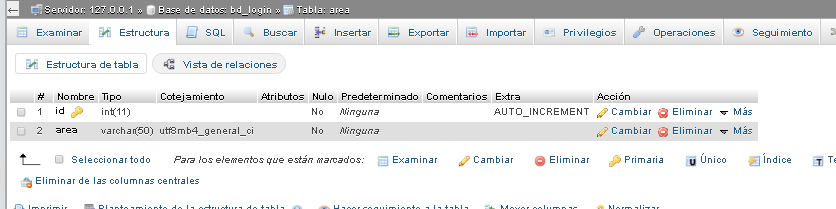 Servidor: 127.0.0.1 » Base de datos: bd_login » Tabla: area
Examinar Estructura SQL Buscar Insertar Exportar Importar Privilegios Operaciones Seguimiento
Estructura de tabla Vista de relaciones
# Nombre Tipo Cotejamiento Atributos Nulo Predeterminado Comentarios Extra Acción
1 id int(11) No Ninguna AUTO_INCREMENT Cambiar Eliminar Más
2 area varchar(50) utf8mb4_general_ci No Ninguna Cambiar Eliminar Más
Seleccionar todo Para los elementos que están marcados: Examinar Cambiar Eliminar Primaria Único Índice Te
Eliminar de las columnas centrales
Imprimir Planteamiento de la estructura de tabla Hacer seguimiento a la tabla Mover columnas Normalizar